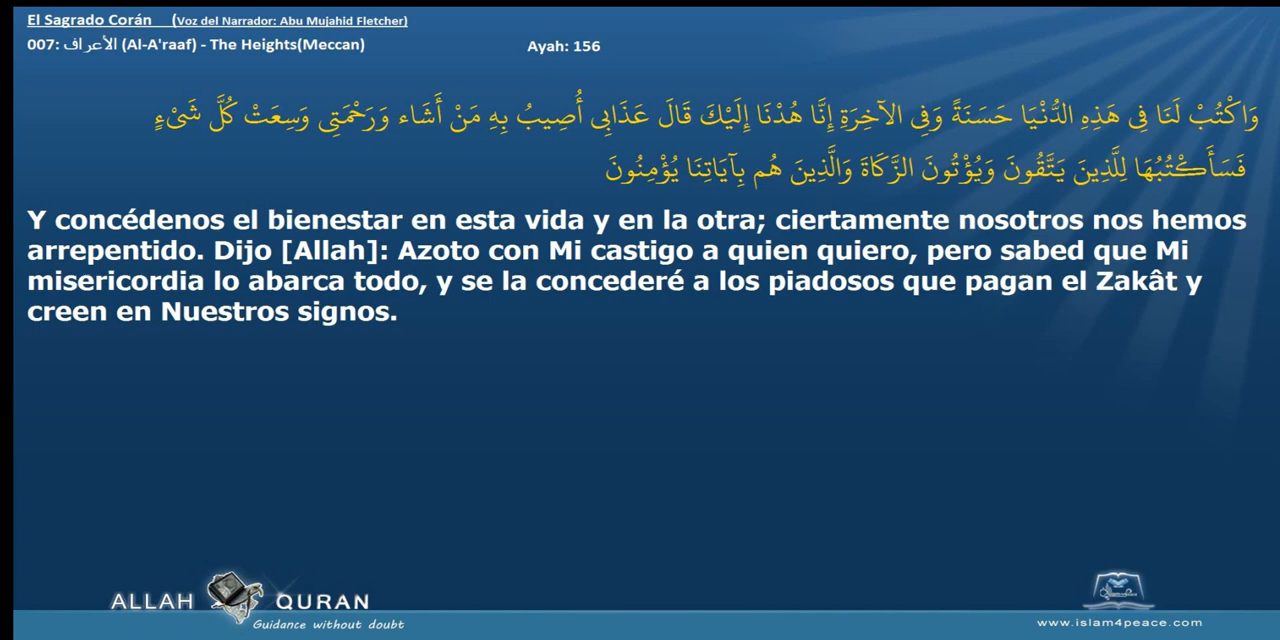 El Sagrado Corán (Voz del Narrador: Abu Mujahid Fletcher)
007: الأعراف (Al-A'raaf) - The Heights(Meccan) Ayah: 156
وَاكْتُبْ لَنَا فِي هَذِهِ الدُّنْيَا حَسَنَةً وَفِي الآخِرَةِ إِنَّا هُدْنَا إِلَيْكَ قَالَ عَذَابِي أُصِيبُ بِهِ مَنْ أَشَاء وَرَحْمَتِي وَسِعَتْ كُلَّ شَيْءٍ
فَسَأَكْتُبُهَا لِلَّذِينَ يَتَّقُونَ وَيُؤْتُونَ الزَّكَاةَ وَالَّذِينَ هُم بِآيَاتِنَا يُؤْمِنُونَ
Y concédenos el bienestar en esta vida y en la otra; ciertamente nosotros nos hemos
arrepentido. Dijo [Allah]: Azoto con Mi castigo a quien quiero, pero sabed que Mi
misericordia lo abarca todo, y se la concederé a los piadosos que pagan el Zakât y
creen en Nuestros signos.
ALLAH QURAN
Guidance without doubt
www.islam4peace.com